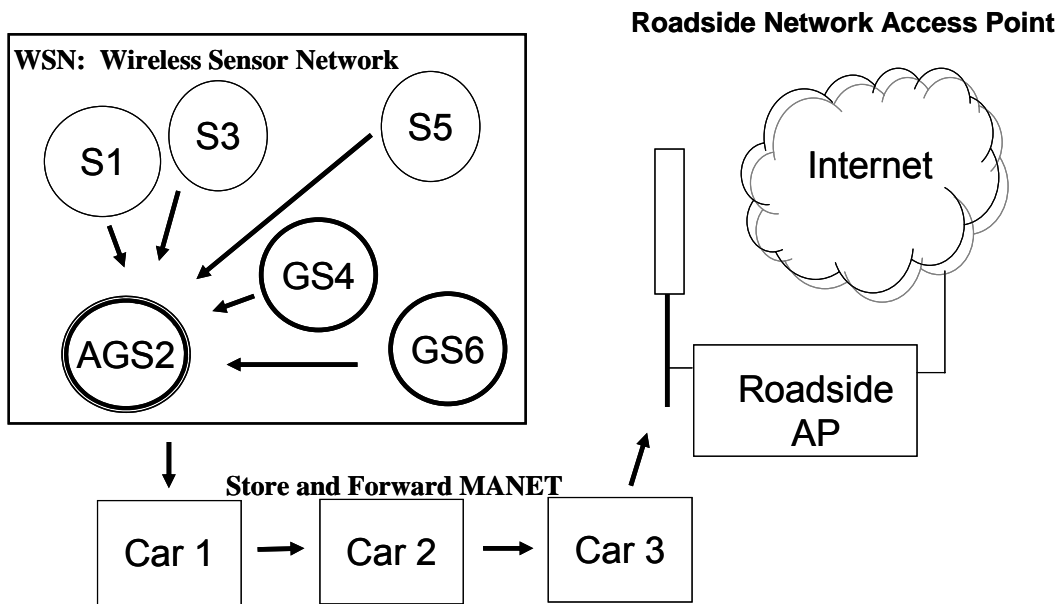 Roadside Network Access Point
WSN: Wireless Sensor Network
S1
S3
S5
GS4
AGS2
GS6
Internet
Roadside
AP
Store and Forward MANET
Car 1
Car 2
Car 3